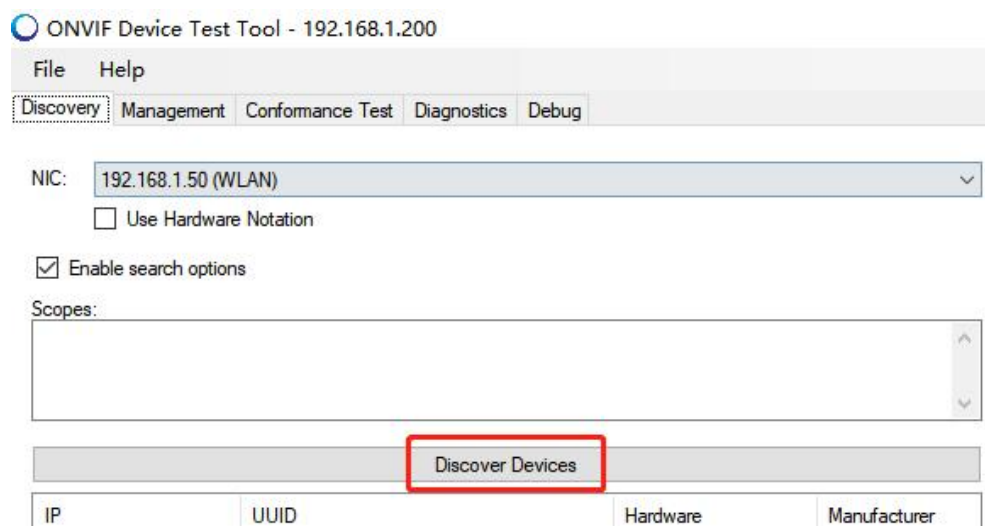 ONVIF Device Test Tool - 192.168.1.200
File Help
Discovery Management Conformance Test Diagnostics Debug
NIC: 192.168.1.50 (WLAN)
Use Hardware Notation
Enable search options
Scopes:
Discover Devices
IP UUID Hardware Manufacturer